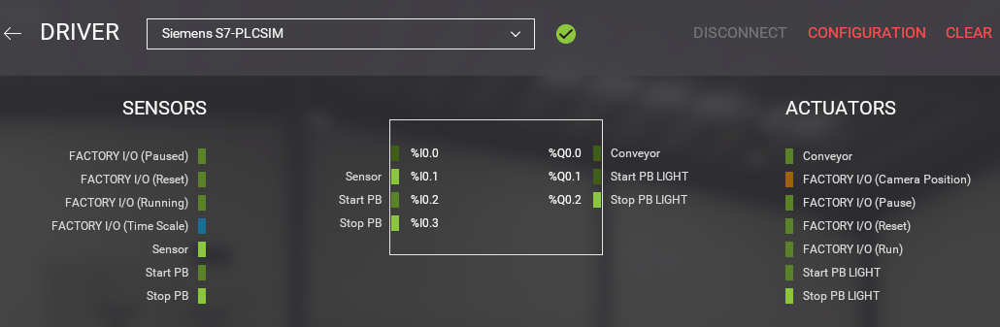 DRIVER
Siemens S7-PLCSIM
DISCONNECT
CONFIGURATION
CLEAR
SENSORS
FACTORY I/O (Paused)
FACTORY I/O (Reset)
FACTORY I/O (Running)
FACTORY I/O (Time Scale)
Sensor
Start PB
Stop PB
%I0.0
Sensor %I0.1
Start PB %I0.2
Stop PB %I0.3
%Q0.0 Conveyor
%Q0.1 Start PB LIGHT
%Q0.2 Stop PB LIGHT
ACTUATORS
Conveyor
FACTORY I/O (Camera Position)
FACTORY I/O (Pause)
FACTORY I/O (Reset)
FACTORY I/O (Run)
Start PB LIGHT
Stop PB LIGHT